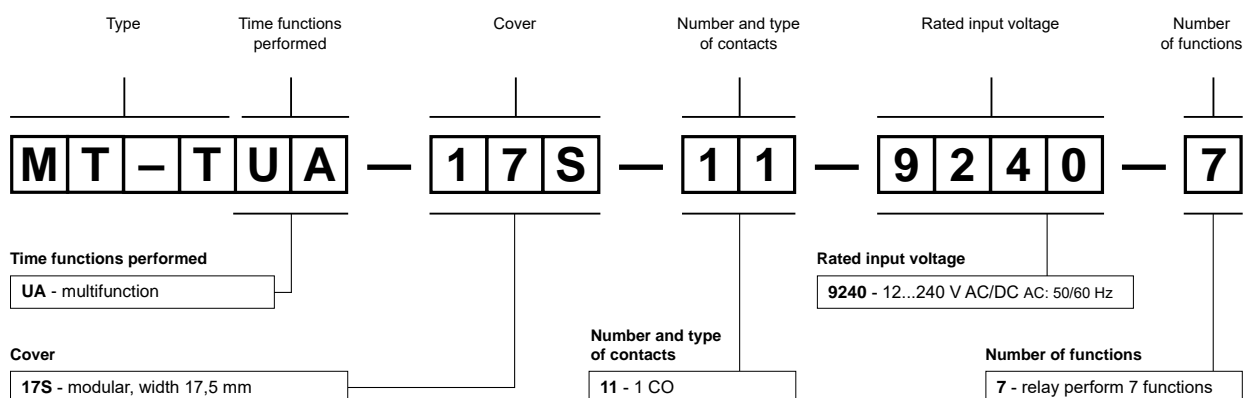 Type
Time functions
performed
Cover
Number and type
of contacts
Rated input voltage
Number
of functions
MT–TUA — 17S — 11 — 9240 — 7
Time functions performed
UA - multifunction
Rated input voltage
9240 - 12...240 V AC/DC AC: 50/60 Hz
Cover
17S - modular, width 17,5 mm
Number and type
of contacts
11 - 1 CO
Number of functions
7 - relay perform 7 functions